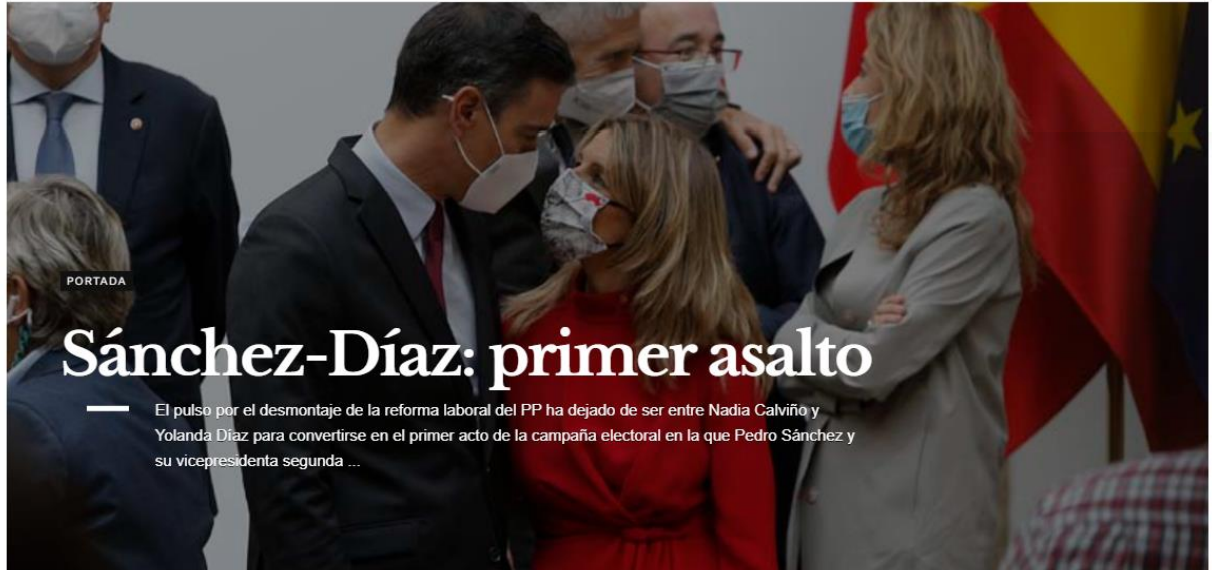 PORTADA
Sánchez-Díaz: primer asalto
El pulso por el desmontaje de la reforma laboral del PP ha dejado de ser entre Nadia Calviño y
Yolanda Díaz para convertirse en el primer acto de la campaña electoral en la que Pedro Sánchez y
su vicepresidenta segunda ...